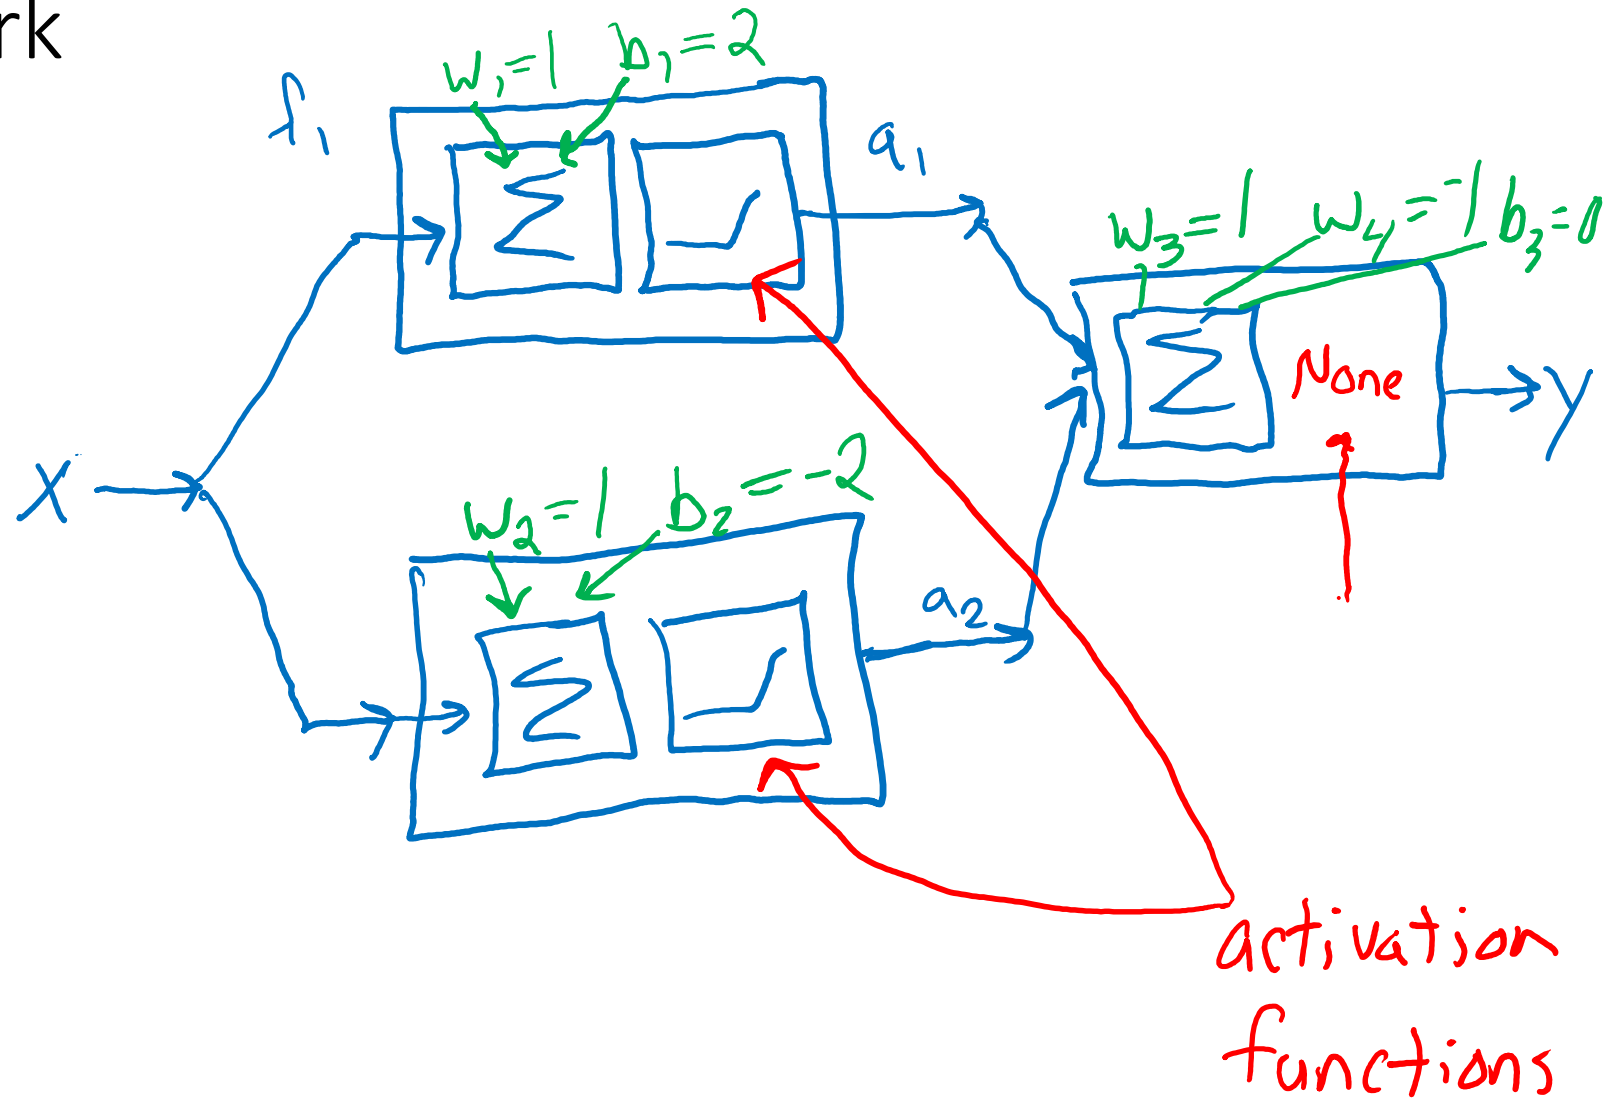 rk
w₁=1 b₁=2
f₁
a₁
Σ
w₃=1 w₄=-1 b₃=0
Σ None
y
X
w₂=1 b₂=-2
a₂
Σ
activation
functions